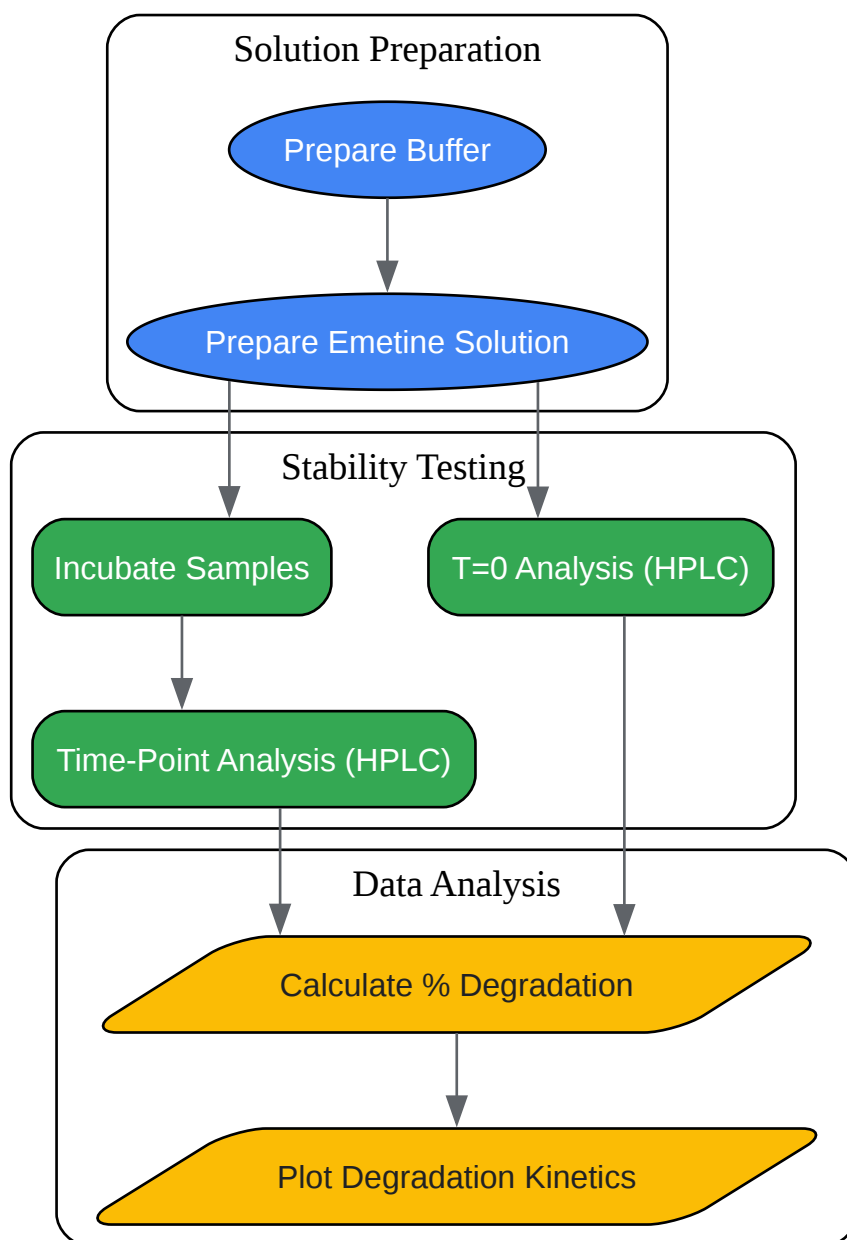 Solution Preparation
Prepare Buffer
Prepare Emetine Solution
Stability Testing
Incubate Samples
T=0 Analysis (HPLC)
Time-Point Analysis (HPLC)
Data Analysis
Calculate % Degradation
Plot Degradation Kinetics